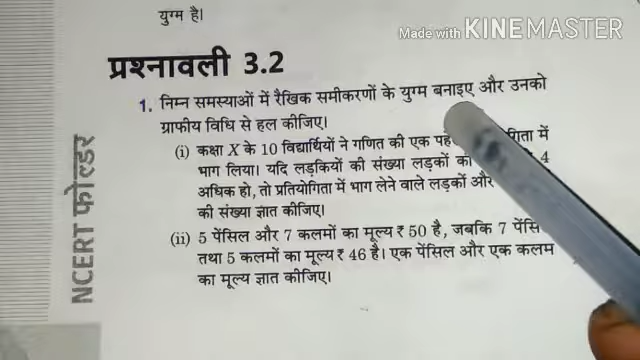 युग्म है।
Made with KINEMASTER
प्रश्नावली 3.2
1. निम्न समस्याओं में रैखिक समीकरणों के युग्म बनाइए और उनको
ग्राफीय विधि से हल कीजिए।
(i) कक्षा X के 10 विद्यार्थियों ने गणित की एक में
भाग लिया। यदि लड़कियों की संख्या लड़कों 4
अधिक हो, तो प्रतियोगिता में भाग लेने वाले लड़कों और
की संख्या ज्ञात कीजिए।
(ii) 5 पेंसिल और 7 कलमों का मूल्य ₹ 50 है, जबकि 7
तथा 5 कलमों का मूल्य ₹ 46 है। एक पेंसिल और एक कलम
का मूल्य ज्ञात कीजिए।
NCERT फोल्डर